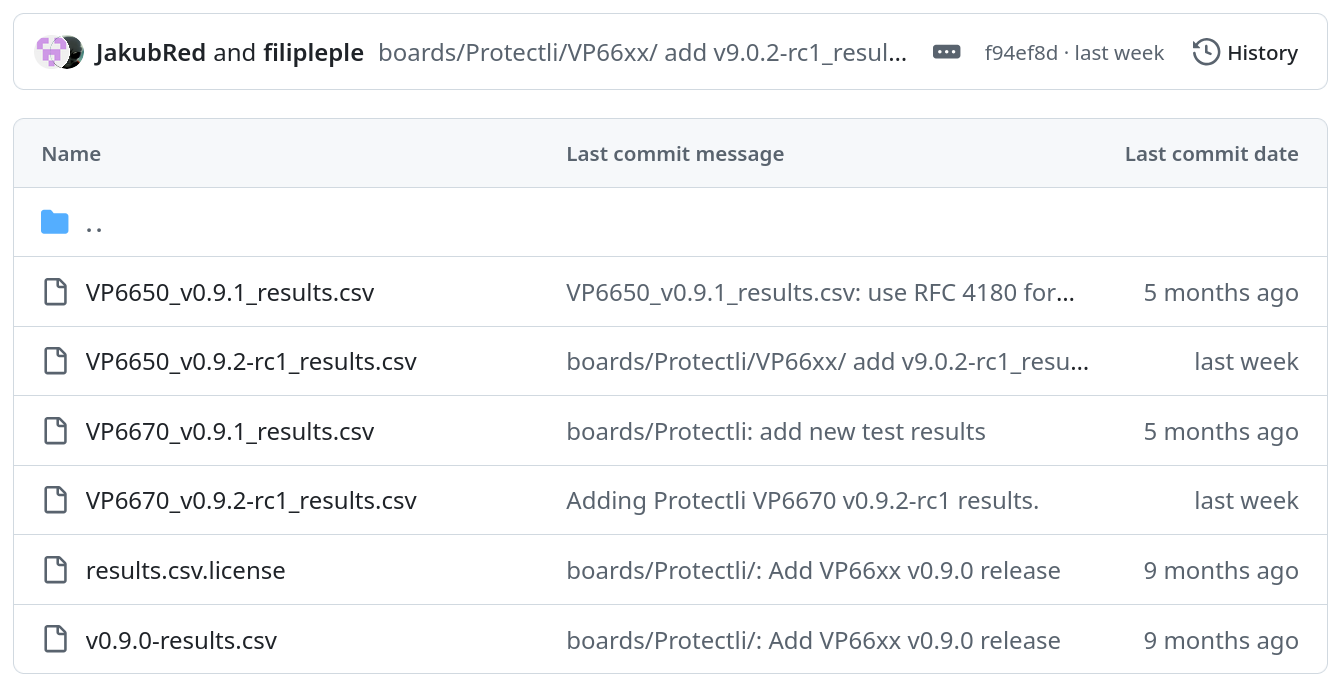 JakubRed and filipleple boards/Protectli/VP66xx/ add v9.0.2-rc1_resul... f94ef8d · last week History
Name Last commit message Last commit date
..
VP6650_v0.9.1_results.csv VP6650_v0.9.1_results.csv: use RFC 4180 for... 5 months ago
VP6650_v0.9.2-rc1_results.csv boards/Protectli/VP66xx/ add v9.0.2-rc1_resu... last week
VP6670_v0.9.1_results.csv boards/Protectli: add new test results 5 months ago
VP6670_v0.9.2-rc1_results.csv Adding Protectli VP6670 v0.9.2-rc1 results. last week
results.csv.license boards/Protectli/: Add VP66xx v0.9.0 release 9 months ago
v0.9.0-results.csv boards/Protectli/: Add VP66xx v0.9.0 release 9 months ago